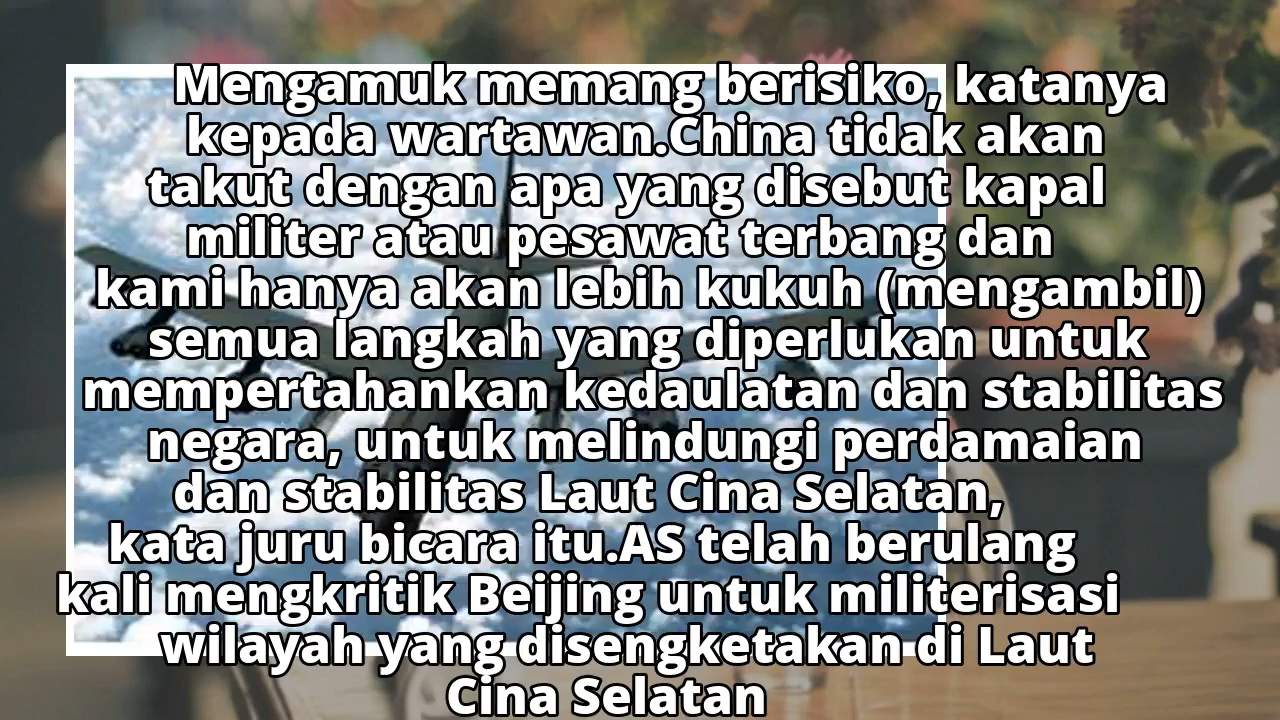 Mengamuk memang berisiko, katanya
kepada wartawan.China tidak akan
takut dengan apa yang disebut kapal
militer atau pesawat terbang dan
kami hanya akan lebih kukuh (mengambil)
semua langkah yang diperlukan untuk
mempertahankan kedaulatan dan stabilitas
negara, untuk melindungi perdamaian
dan stabilitas Laut Cina Selatan,
kata juru bicara itu.AS telah berulang
kali mengkritik Beijing untuk militerisasi
wilayah yang disengketakan di Laut
Cina Selatan